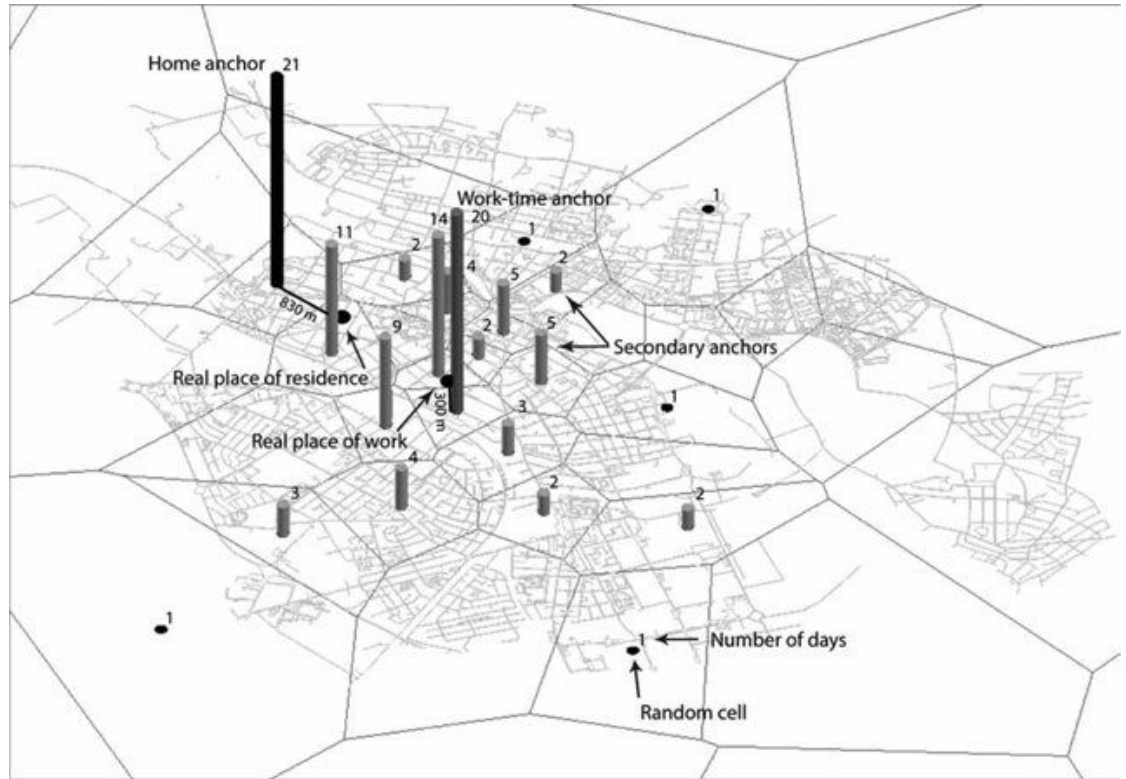 Home anchor
21
1
Work-time anchor
20
14
11
1
2
4
2
5
830 m
9
2
5
Secondary anchors
Real place of residence
300 m
1
3
Real place of work
4
3
2
2
1
1
Number of days
Random cell